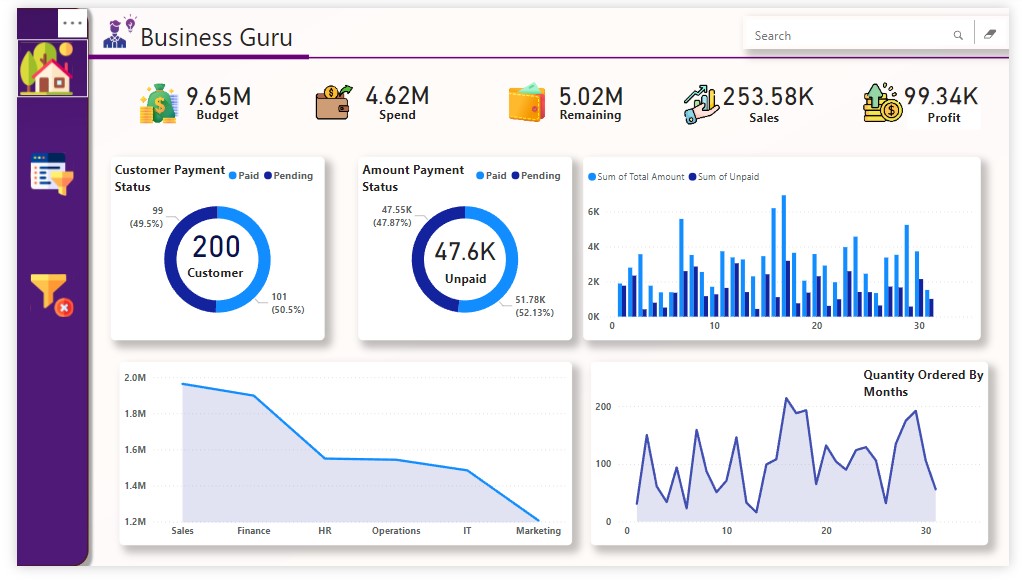 Business Guru
Search
9.65M
Budget
4.62M
Spend
5.02M
Remaining
253.58K
Sales
99.34K
Profit
Customer Payment
Status
Paid Pending
99
(49.5%)
200
Customer
101
(50.5%)
Amount Payment
Status
Paid Pending
47.55K
(47.87%)
47.6K
Unpaid
51.78K
(52.13%)
Sum of Total Amount Sum of Unpaid
6K
4K
2K
0K
0 10 20 30
2.0M
1.8M
1.6M
1.4M
1.2M
Sales Finance HR Operations IT Marketing
Quantity Ordered By
Months
200
100
0
0 10 20 30